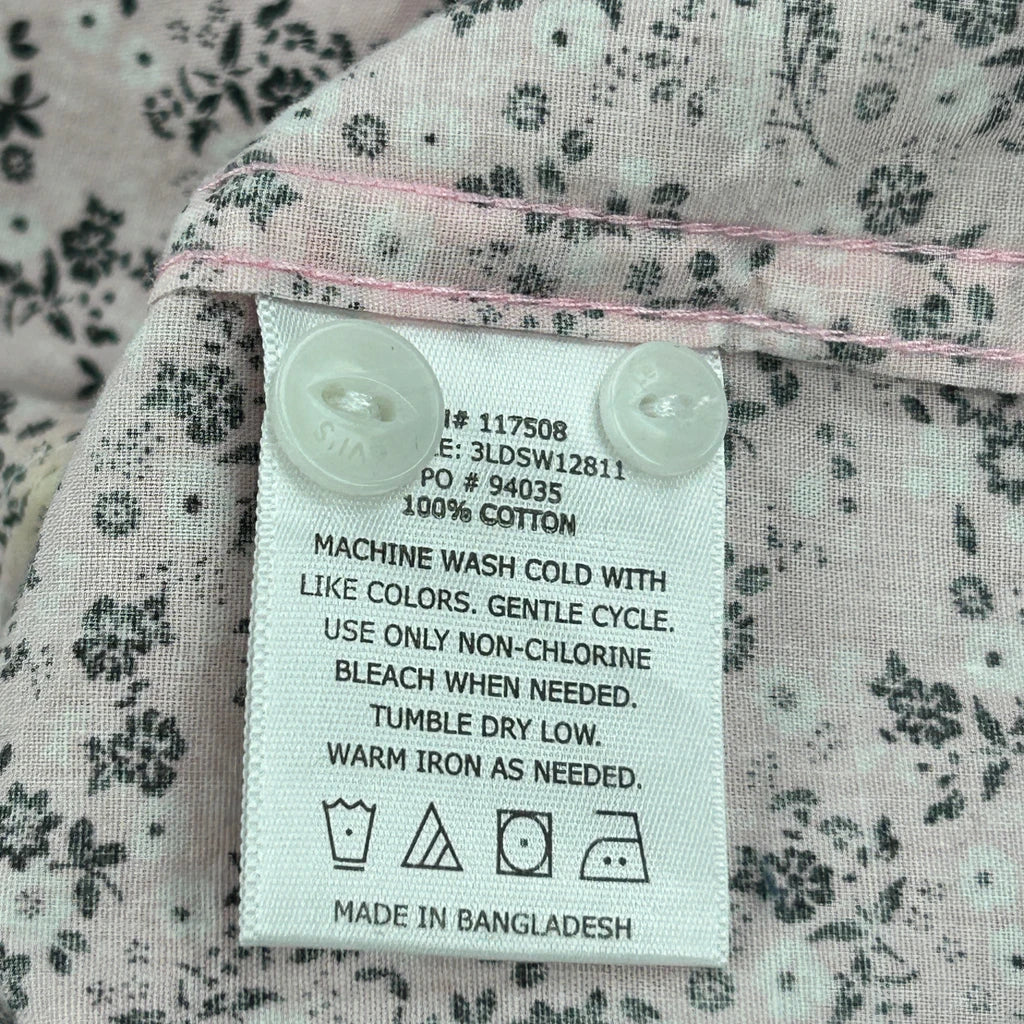 # 117508
E: 3LDSW12811
PO # 94035
100% COTTON
MACHINE WASH COLD WITH
LIKE COLORS. GENTLE CYCLE.
USE ONLY NON-CHLORINE
BLEACH WHEN NEEDED.
TUMBLE DRY LOW.
WARM IRON AS NEEDED.
MADE IN BANGLADESH